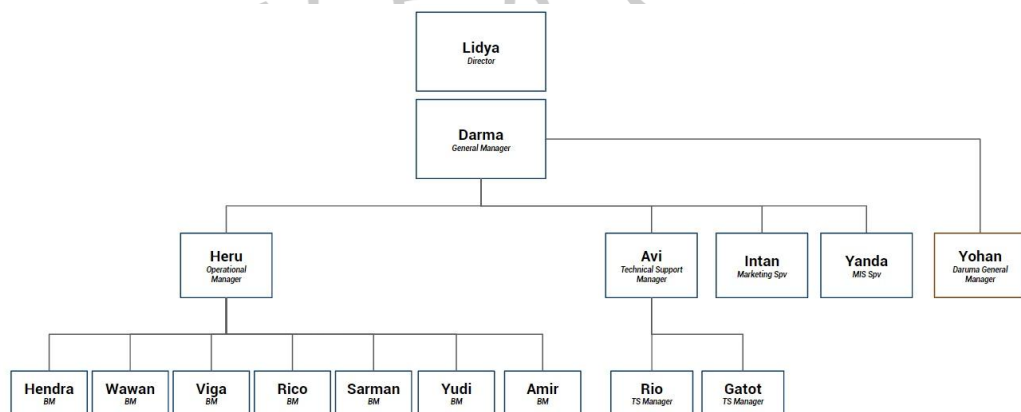 Lidya
Director
Darma
General Manager
Heru
Operational
Manager
Avi
Technical Support
Manager
Intan
Marketing Spv
Yanda
MIS Spv
Yohan
Daruma General
Manager
Hendra
BM
Wawan
BM
Viga
BM
Rico
BM
Sarman
BM
Yudi
BM
Amir
BM
Rio
TS Manager
Gatot
TS Manager